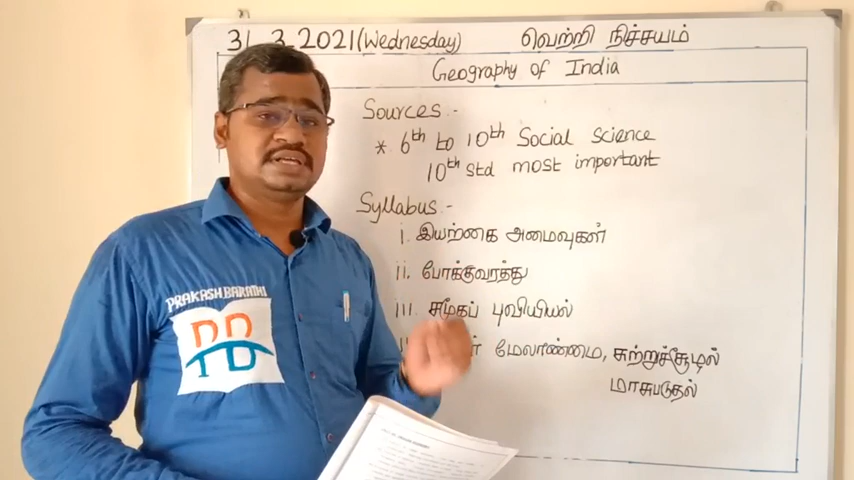 31.3.2021(Wednesday) வெற்றி நிச்சயம்
Geography of India
Sources :-
* 6th to 10th Social Science
10th std most important
Syllabus :-
i. இயற்கை அமைவுகள்
ii. போக்குவரத்து
iii. சமூகப் புவியியல்
மேலாண்மை, சுற்றுச்சூழல்
மாசுபடுதல்
PRAKASH BARATHI
PB